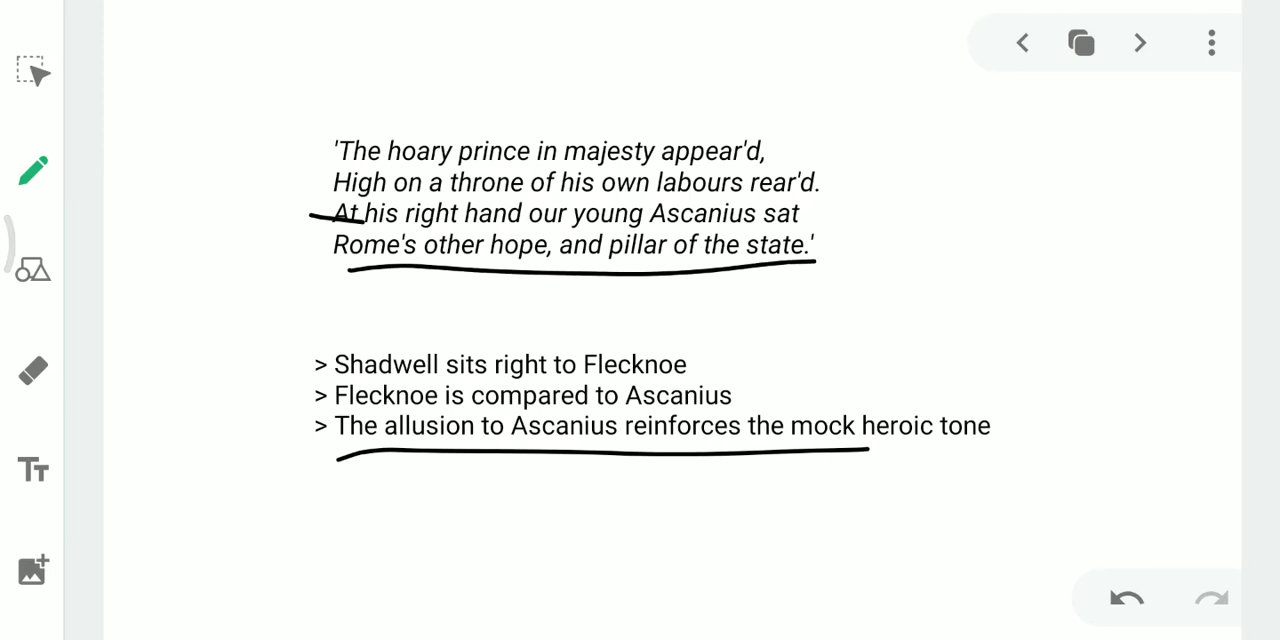 'The hoary prince in majesty appear'd,
High on a throne of his own labours rear'd.
At his right hand our young Ascanius sat
Rome's other hope, and pillar of the state.'
> Shadwell sits right to Flecknoe
> Flecknoe is compared to Ascanius
> The allusion to Ascanius reinforces the mock heroic tone
TT